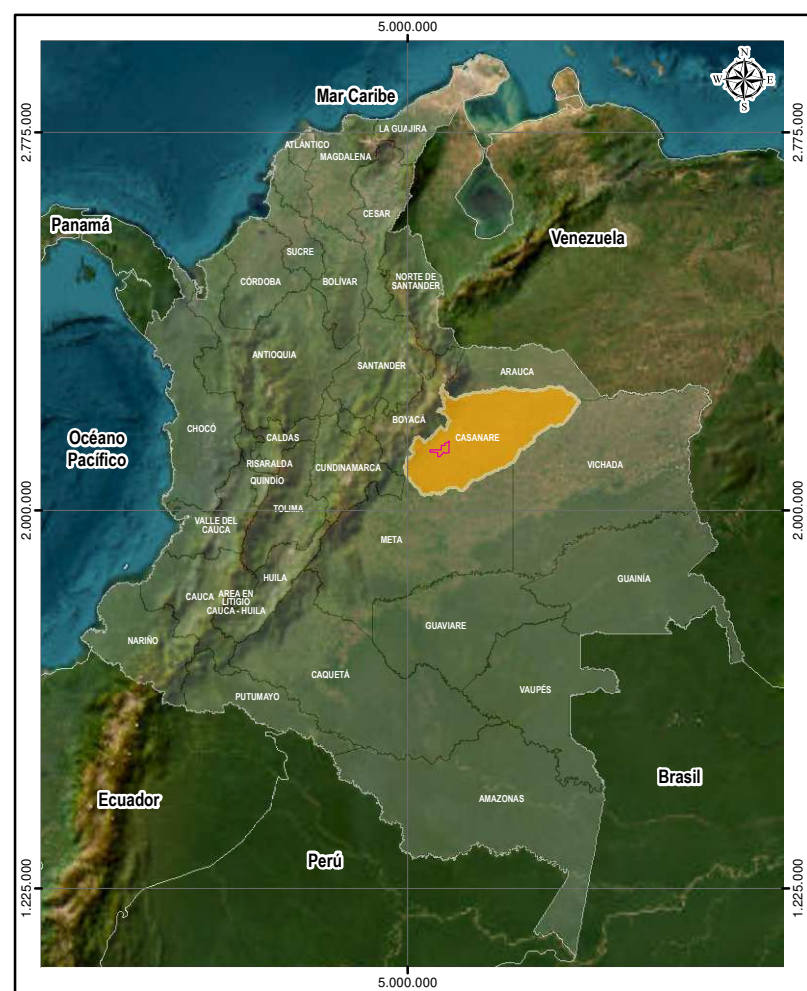 5.000.000
N
W E
S
Mar Caribe
2.775.000
2.775.000
LA GUAJIRA
ATLÁNTICO
MAGDALENA
CESAR
Panamá
Venezuela
SUCRE
CÓRDOBA
BOLÍVAR
NORTE DE
SANTANDER
ANTIOQUIA
SANTANDER
ARAUCA
CHOCÓ
BOYACÁ
Océano
Pacífico
CALDAS
CASANARE
RISARALDA
CUNDINAMARCA
VICHADA
QUINDÍO
2.000.000
2.000.000
TOLIMA
VALLE DEL
CAUCA
META
HUILA
GUAINÍA
CAUCA
AREA EN
LITIGIO
CAUCA - HUILA
GUAVIARE
NARIÑO
CAQUETÁ
VAUPÉS
PUTUMAYO
Brasil
Ecuador
AMAZONAS
Perú
1.225.000
1.225.000
5.000.000